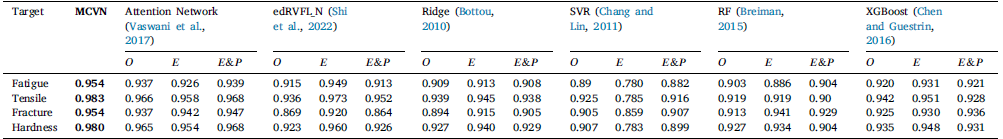 Target MCVN Attention Network edRVFI_N (Shi Ridge (Bottou, SVR (Chang and RF (Breiman, XGBoost (Chen
(Vaswani et al., et al., 2022) 2010) Lin, 2011) 2015) and Guestrin,
2017) 2016)
O E E&P O E E&P O E E&P O E E&P O E E&P O E E&P
Fatigue 0.954 0.937 0.926 0.939 0.915 0.949 0.913 0.909 0.913 0.908 0.89 0.780 0.882 0.903 0.886 0.904 0.920 0.931 0.921
Tensile 0.983 0.966 0.958 0.968 0.936 0.973 0.952 0.939 0.945 0.938 0.925 0.785 0.916 0.919 0.919 0.90 0.942 0.951 0.928
Fracture 0.954 0.937 0.942 0.947 0.869 0.920 0.864 0.894 0.915 0.905 0.905 0.859 0.907 0.913 0.941 0.929 0.925 0.930 0.936
Hardness 0.980 0.965 0.954 0.968 0.923 0.960 0.926 0.927 0.940 0.929 0.907 0.783 0.899 0.927 0.934 0.904 0.935 0.948 0.931